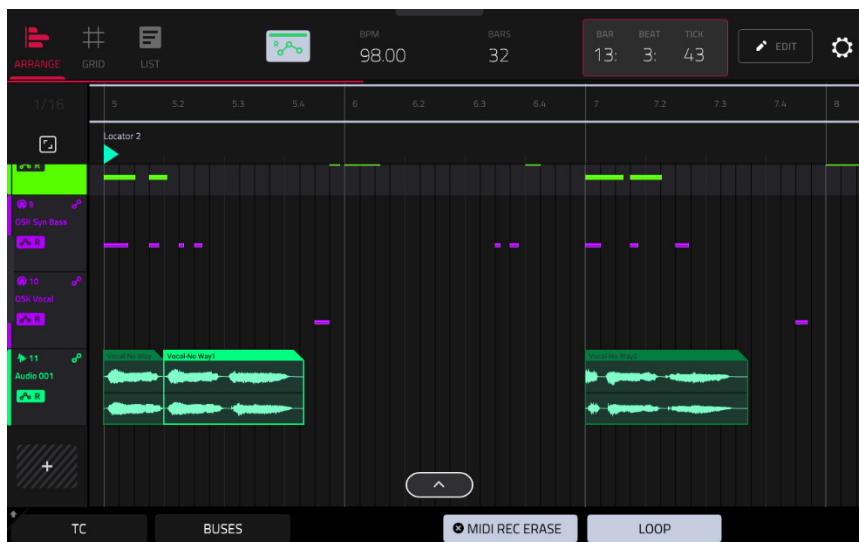 BPM
BARS
BAR BEAT TICK
98.00
32
13: 3: 43
EDIT
ARRANGE GRID LIST
1/16
5 5.2 5.3 5.4 6 6.2 6.3 6.4 7 7.2 7.3 7.4 8
Locator 2
R
9
OSK Syn Bass
R
10
OSK Vocal
R
11
Audio 001
R
Vocal-No Way Vocal-No Way1 Vocal-No Way2
+
TC BUSES MIDI REC ERASE LOOP